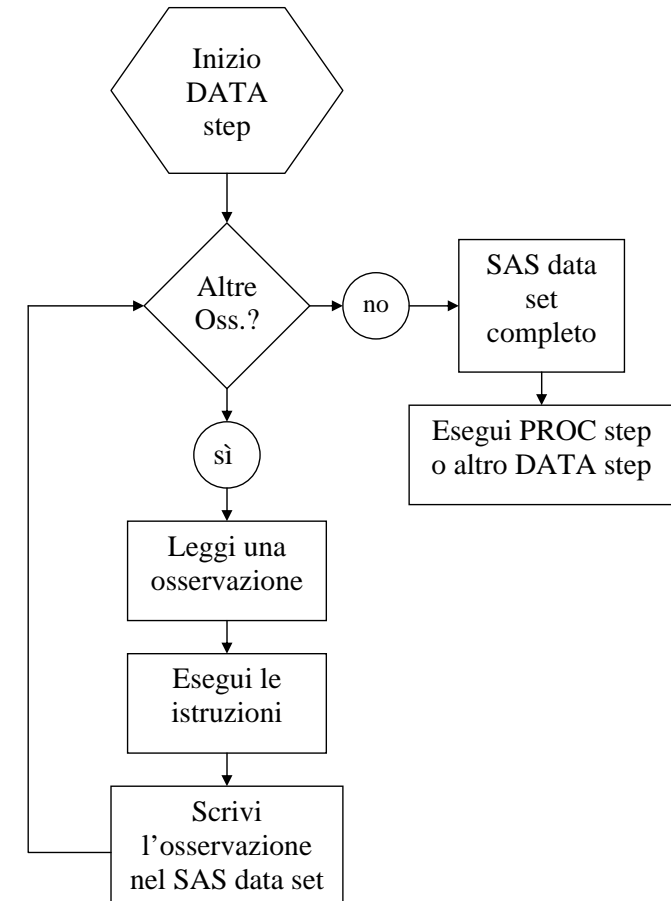 Inizio
DATA
step
Altre
Oss.?
no
SAS data
set
completo
Esegui PROC step
o altro DATA step
sì
Leggi una
osservazione
Esegui le
istruzioni
Scrivi
l’osservazione
nel SAS data set